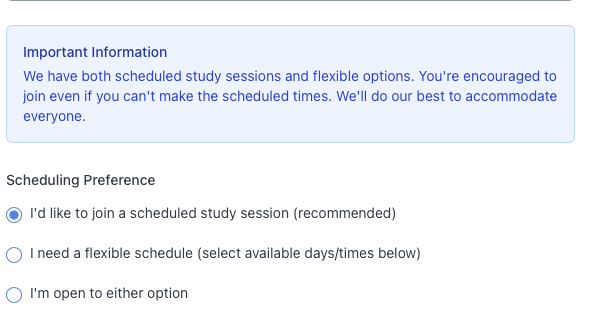 Important Information
We have both scheduled study sessions and flexible options. You're encouraged to
join even if you can't make the scheduled times. We'll do our best to accommodate
everyone.
Scheduling Preference
I'd like to join a scheduled study session (recommended)
I need a flexible schedule (select available days/times below)
I'm open to either option